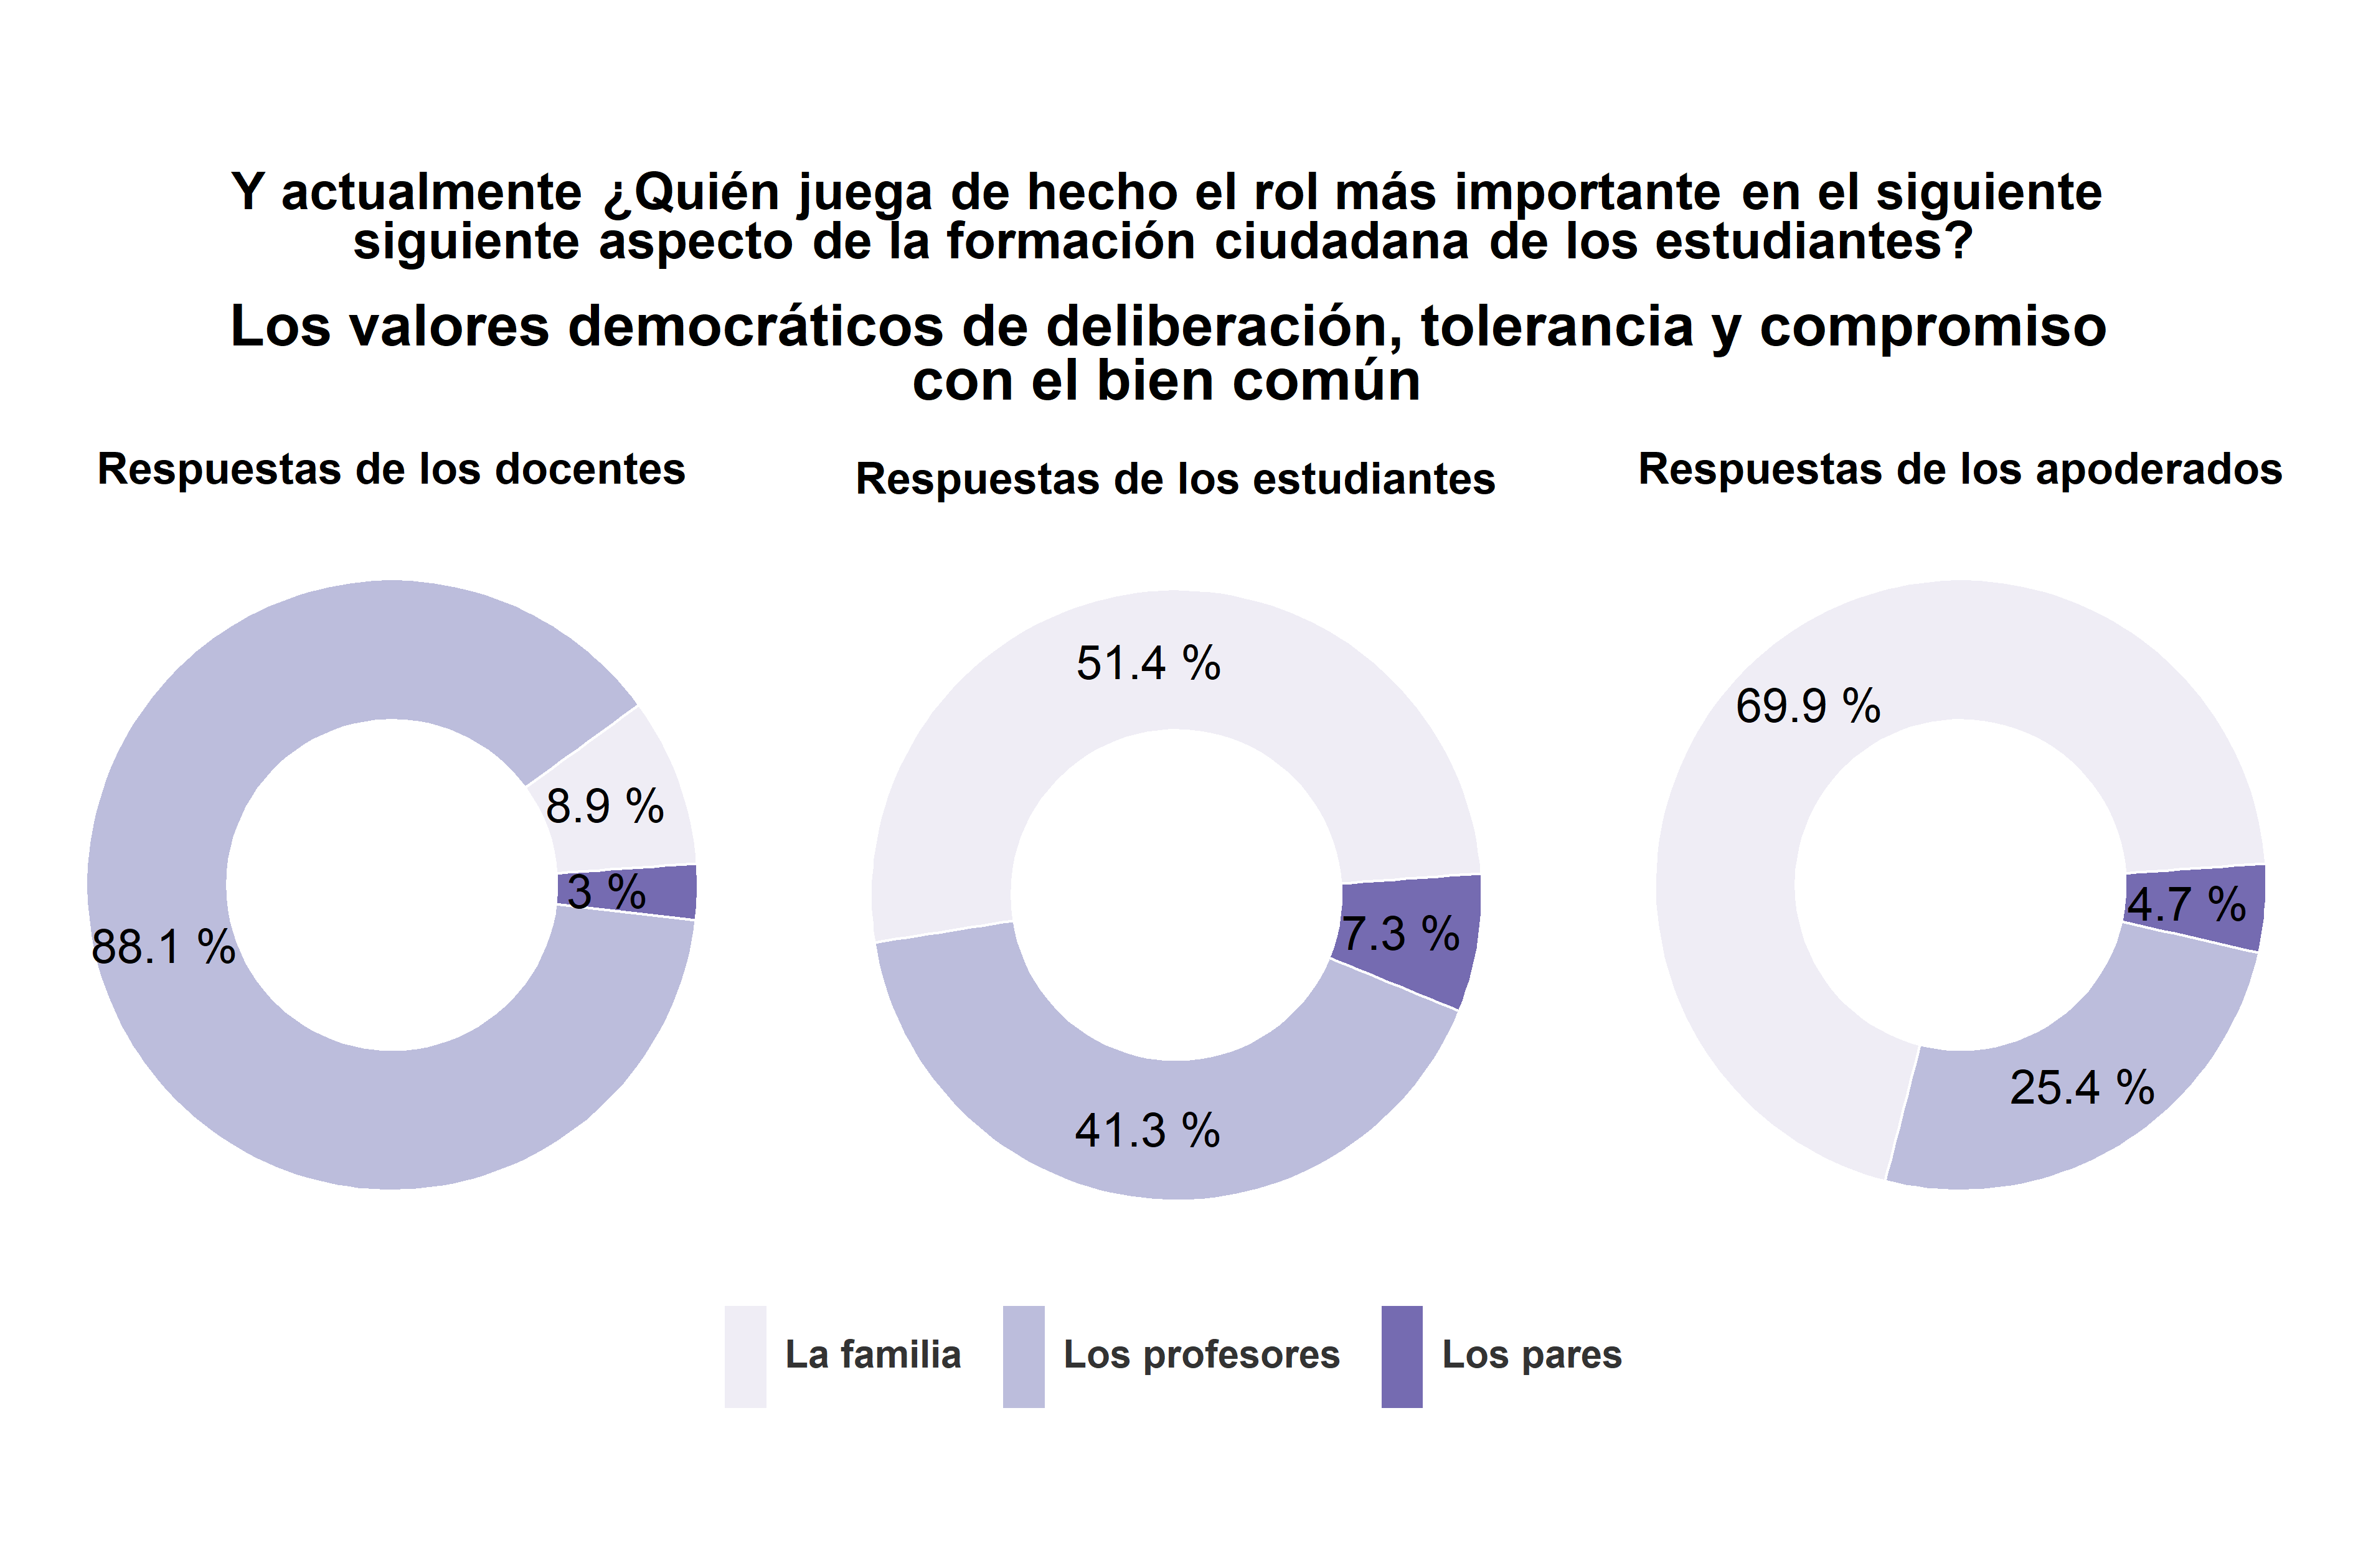 Y actualmente ¿Quién juega de hecho el rol más importante en el siguiente
siguiente aspecto de la formación ciudadana de los estudiantes?
Los valores democráticos de deliberación, tolerancia y compromiso
con el bien común
Respuestas de los docentes
8.9 %
3 %
88.1 %
Respuestas de los estudiantes
51.4 %
7.3 %
41.3 %
Respuestas de los apoderados
69.9 %
4.7 %
25.4 %
La familia
Los profesores
Los pares